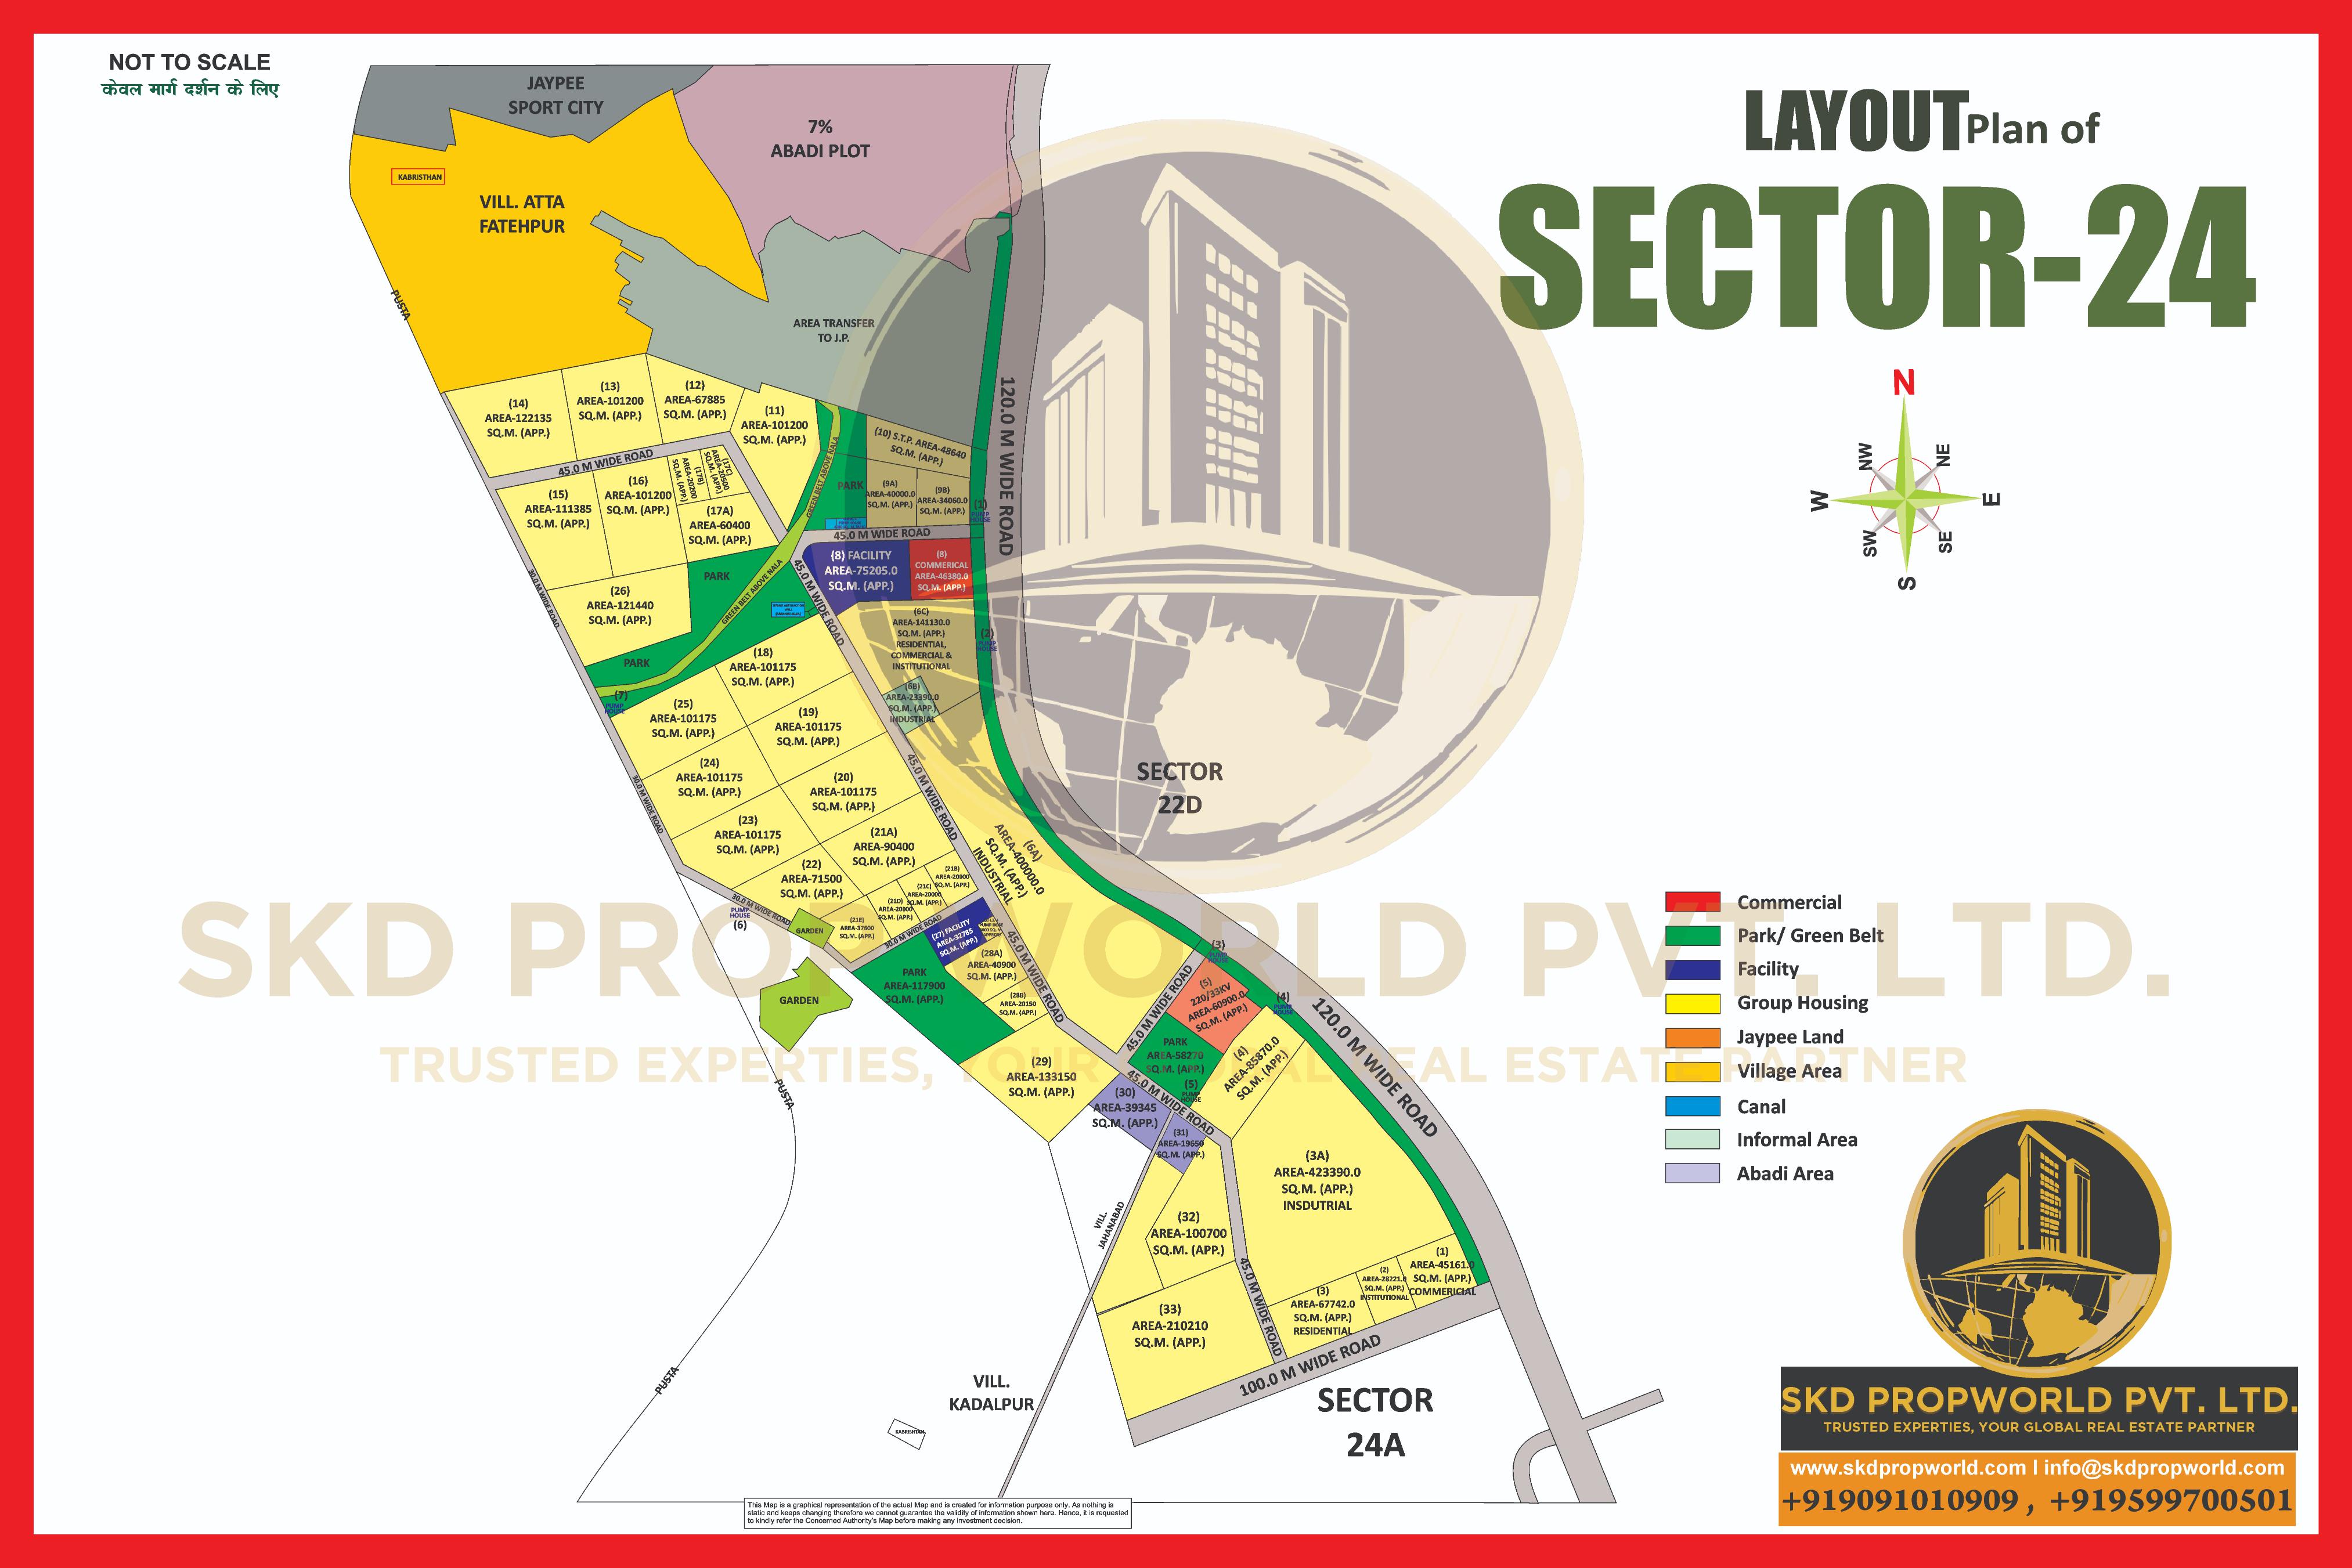 NOT TO SCALE
केवल मार्ग दर्शन के लिए
LAYOUT Plan of
SECTOR-24
JAYPEE
SPORT CITY
7%
ABADI PLOT
KABRISTHAN
VILL. ATTA
FATEHPUR
PUSTA
AREA TRANSFER
TO J.P.
120.0 M WIDE ROAD
(14)
AREA-122135
SQ.M. (APP.)
(13)
AREA-101200
SQ.M. (APP.)
(12)
AREA-67885
SQ.M. (APP.)
(11)
AREA-101200
SQ.M. (APP.)
GREEN BELT ABOVE NALA
(10) S.T.P. AREA-48640
SQ.M. (APP.)
45.0 M WIDE ROAD
(15)
AREA-111385
SQ.M. (APP.)
(16)
AREA-101200
SQ.M. (APP.)
(17B)
AREA-20200
SQ.M. (APP.)
(17C)
AREA-20500
SQ.M. (APP.)
(17A)
AREA-60400
SQ.M. (APP.)
PARK
(9A)
AREA-40000.0
SQ.M. (APP.)
(9B)
AREA-34060.0
SQ.M. (APP.)
(1)
PUMP
HOUSE
45.0 M WIDE ROAD
(8) FACILITY
AREA-75205.0
SQ.M. (APP.)
(8)
COMMERICAL
AREA-46380.0
SQ.M. (APP.)
30.0 M WIDE ROAD
(26)
AREA-121440
SQ.M. (APP.)
PARK
GREEN BELT ABOVE NALA
45.0 M WIDE ROAD
(6C)
AREA-141130.0
SQ.M. (APP.)
RESIDENTIAL,
COMMERCIAL &
INSTITUTIONAL
(2)
PUMP
HOUSE
PARK
(7)
PUMP
HOUSE
(18)
AREA-101175
SQ.M. (APP.)
(6B)
AREA-23390.0
SQ.M. (APP.)
INDUSTRIAL
(25)
AREA-101175
SQ.M. (APP.)
(19)
AREA-101175
SQ.M. (APP.)
(24)
AREA-101175
SQ.M. (APP.)
(20)
AREA-101175
SQ.M. (APP.)
45.0 M WIDE ROAD
SECTOR
22D
30.0 M WIDE ROAD
(23)
AREA-101175
SQ.M. (APP.)
(21A)
AREA-90400
SQ.M. (APP.)
(6A)
AREA-400000.0
SQ.M. (APP.)
INDUSTRIAL
(22)
AREA-71500
SQ.M. (APP.)
(21B)
AREA-20000
SQ.M. (APP.)
(21C)
AREA-20000
SQ.M. (APP.)
(21D)
AREA-20000
SQ.M. (APP.)
(21E)
AREA-37600
SQ.M. (APP.)
30.0 M WIDE ROAD
PUMP
HOUSE
(6)
GARDEN
30.0 M WIDE ROAD
(27) FACILITY
AREA-32785
SQ.M. (APP.)
45.0 M WIDE ROAD
(28A)
AREA-40900
SQ.M. (APP.)
(28B)
AREA-20150
SQ.M. (APP.)
PARK
AREA-117900
SQ.M. (APP.)
GARDEN
(3)
PUMP
HOUSE
45.0 M WIDE ROAD
(5)
220/33KV
AREA-60900.0
SQ.M. (APP.)
(4)
PUMP
HOUSE
120.0 M WIDE ROAD
PARK
AREA-58270
SQ.M. (APP.)
(5)
PUMP
HOUSE
(4)
AREA-85870.0
SQ.M. (APP.)
(29)
AREA-133150
SQ.M. (APP.)
45.0 M WIDE ROAD
(30)
AREA-39345
SQ.M. (APP.)
(31)
AREA-19650
SQ.M. (APP.)
PUSTA
(3A)
AREA-423390.0
SQ.M. (APP.)
INSDUTRIAL
VILL.
JAHANABAD
(32)
AREA-100700
SQ.M. (APP.)
45.0 M WIDE ROAD
(1)
AREA-45161.0
SQ.M. (APP.)
COMMERICIAL
(2)
AREA-28221.0
SQ.M. (APP.)
INSTITUTIONAL
(3)
AREA-67742.0
SQ.M. (APP.)
RESIDENTIAL
(33)
AREA-210210
SQ.M. (APP.)
100.0 M WIDE ROAD
PUSTA
VILL.
KADALPUR
KABRISHTAN
SECTOR
24A
N
NE
E
SE
S
SW
W
NW
Commercial
Park/ Green Belt
Facility
Group Housing
Jaypee Land
Village Area
Canal
Informal Area
Abadi Area
SKD PROPWORLD PVT. LTD.
TRUSTED EXPERTIES, YOUR GLOBAL REAL ESTATE PARTNER
SKD PROPWORLD PVT. LTD.
TRUSTED EXPERTIES, YOUR GLOBAL REAL ESTATE PARTNER
www.skdpropworld.com I info@skdpropworld.com
+919091010909 , +919599700501
This Map is a graphical representation of the actual Map and is created for information purpose only. As nothing is
static and keeps changing therefore we cannot guarantee the validity of information shown here. Hence, it is requested
to kindly refer the Concerned Authority's Map before making any investment decision.